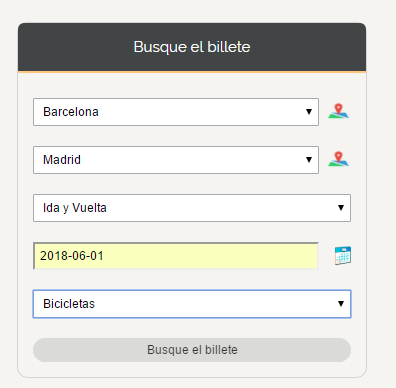 Busque el billete
Barcelona
Madrid
Ida y Vuelta
2018-06-01
Bicicletas
Busque el billete